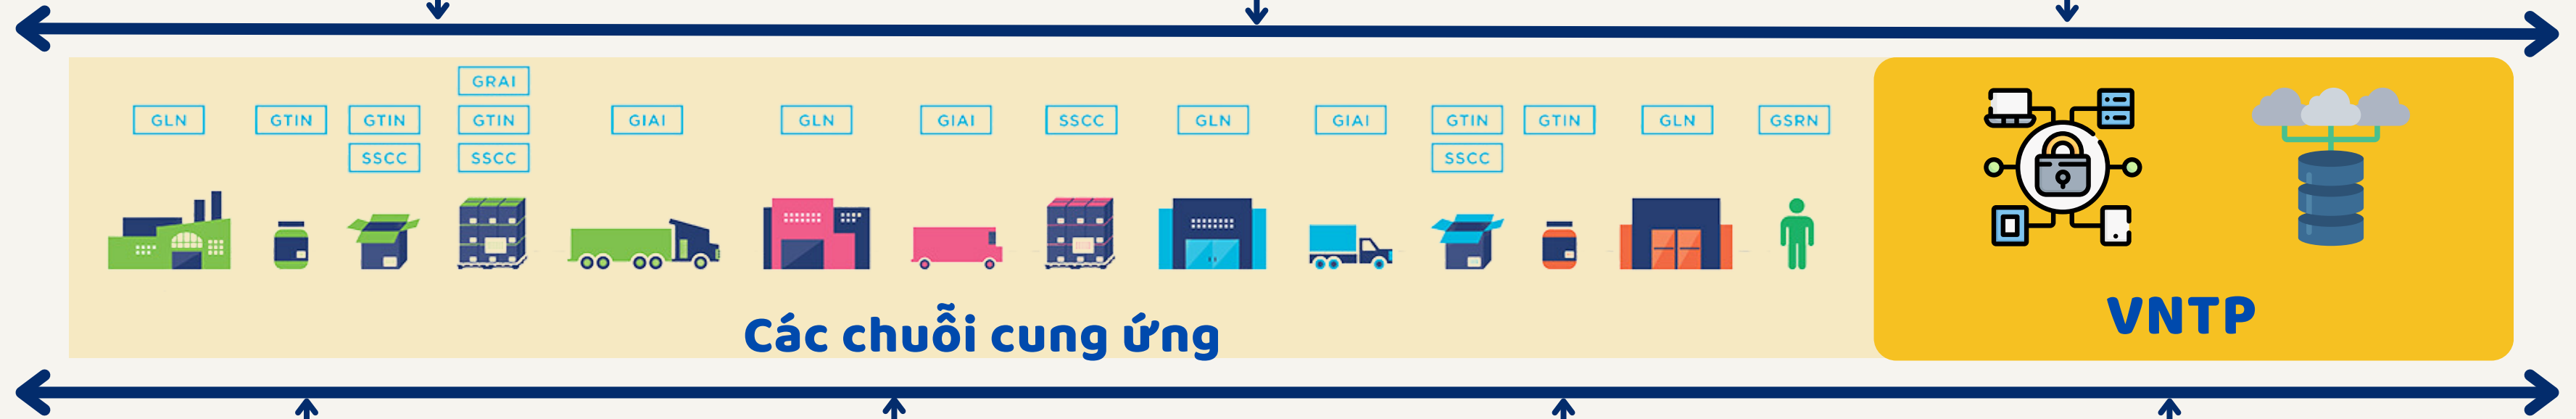 GRAI
GLN GTIN GTIN GTIN GIAI GLN GIAI SSCC GLN GIAI GTIN GTIN GLN GSRN
SSCC SSCC SSCC
Các chuỗi cung ứng
VNTP